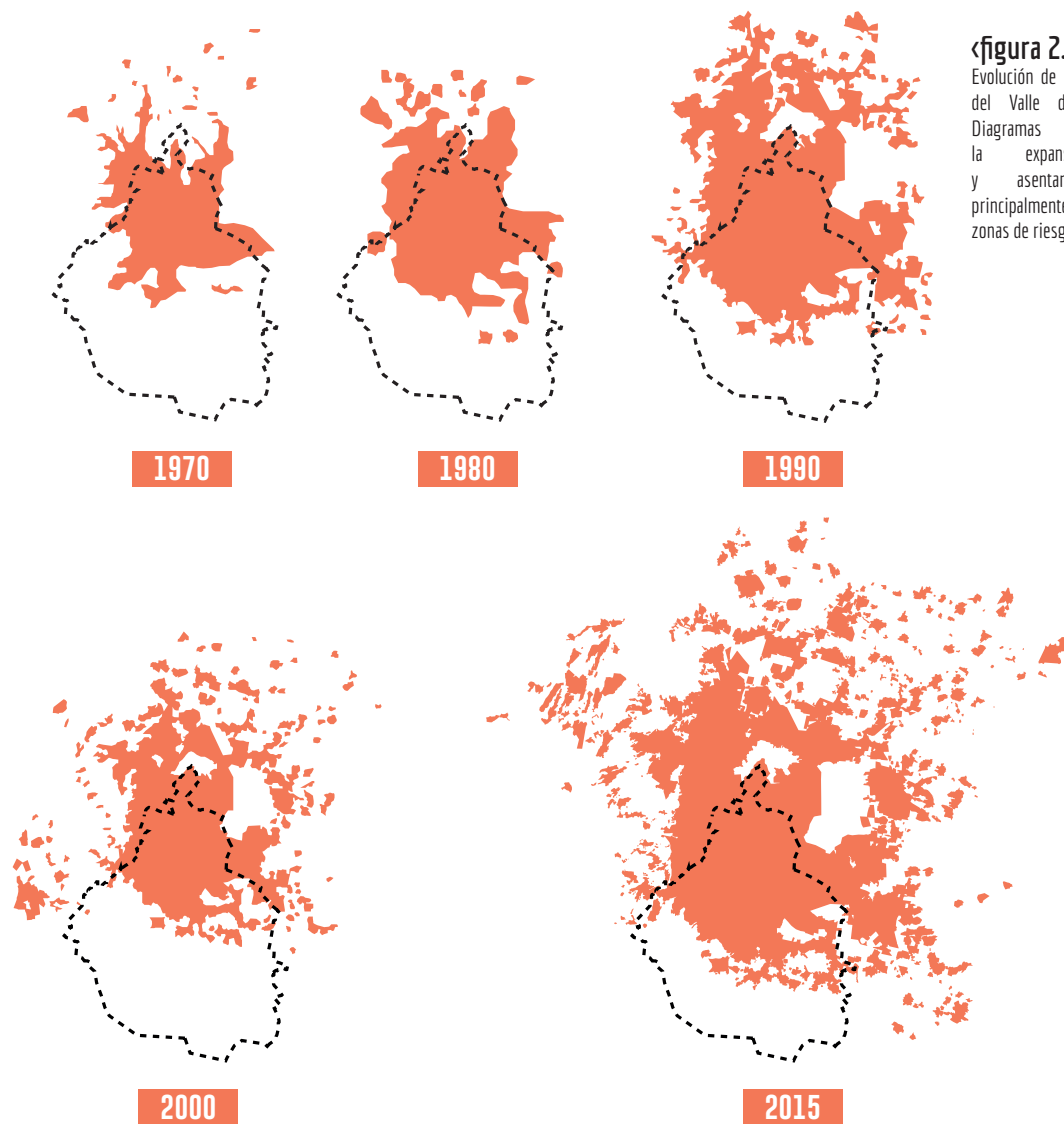 ‹figura 2.
Evolución de
del Valle d
Diagramas
la expan
y asentar
principalmente
zonas de riesg
1970
1980
1990
2000
2015